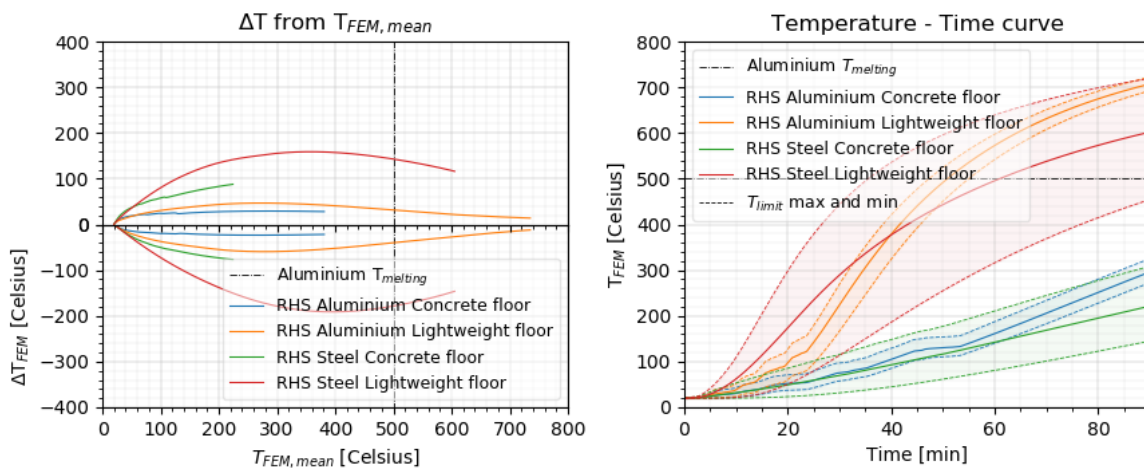 ΔT from T_FEM, mean
400
300
200
100
0
0
−100
−200
−300
−400
ΔT_FEM [Celsius]
0 100 200 300 400 500 600 700 800
T_FEM, mean [Celsius]
Aluminium T_melting
RHS Aluminium Concrete floor
RHS Aluminium Lightweight floor
RHS Steel Concrete floor
RHS Steel Lightweight floor
Temperature - Time curve
800
700
600
500
400
300
200
100
0
T_FEM [Celsius]
0 20 40 60 80
Time [min]
Aluminium T_melting
RHS Aluminium Concrete floor
RHS Aluminium Lightweight floor
RHS Steel Concrete floor
RHS Steel Lightweight floor
T_limit max and min